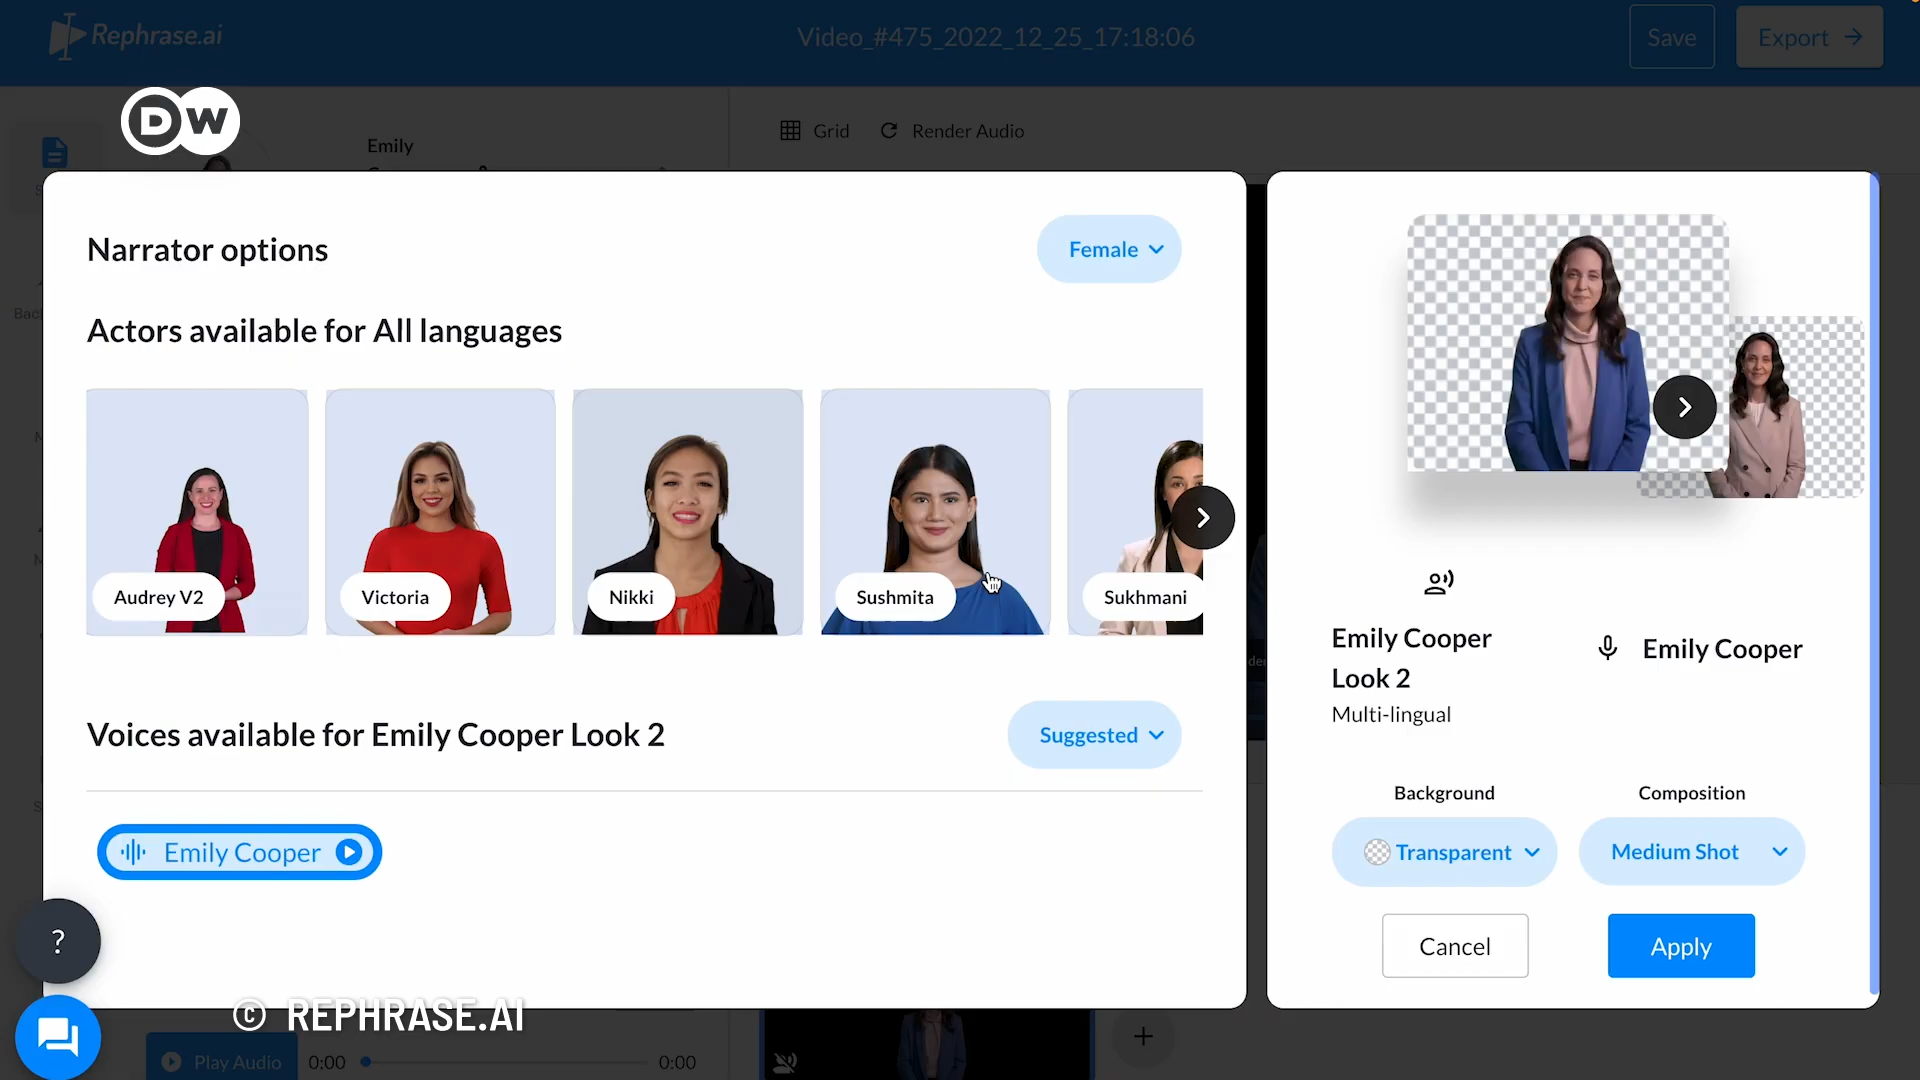 Rephrase.ai
Video_#475_2022_12_25_17:18:06
Save
Export
DW
Emily
Grid
Render Audio
Narrator options
Female
Actors available for All languages
Audrey V2
Victoria
Nikki
Sushmita
Sukhmani
Voices available for Emily Cooper Look 2
Suggested
Emily Cooper
Emily Cooper
Look 2
Multi-lingual
Emily Cooper
Background
Composition
Transparent
Medium Shot
Cancel
Apply
?
© REPHRASE.AI
Play Audio
0:00
0:00